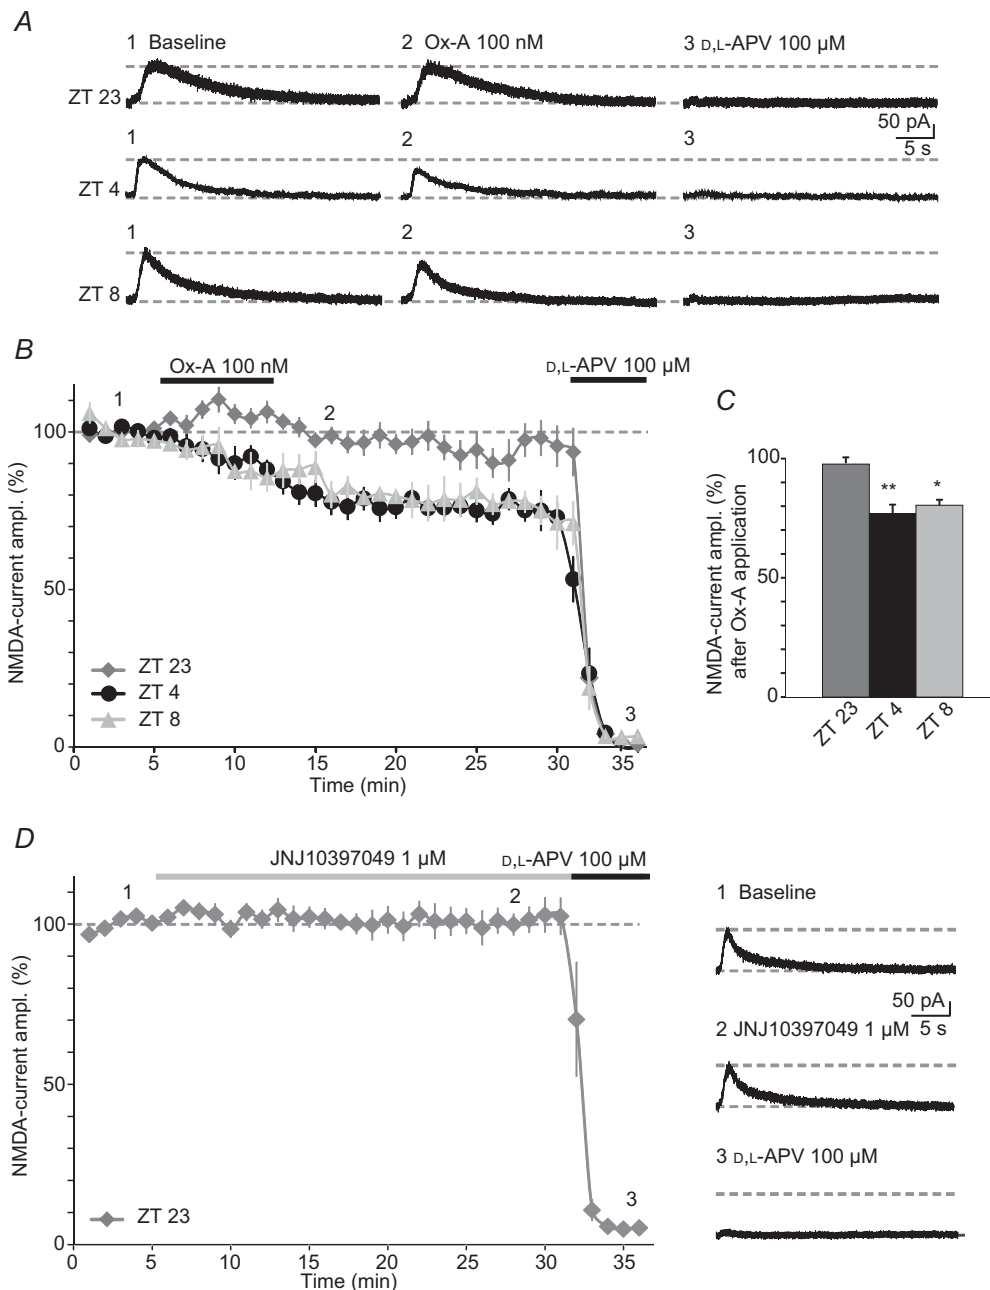 A
1 Baseline
2 Ox-A 100 nM
3 D,L-APV 100 µM
ZT 23
50 pA
5 s
1
2
3
ZT 4
1
2
3
ZT 8
B
Ox-A 100 nM
D,L-APV 100 µM
1
2
3
100
50
0
NMDA-current ampl. (%)
ZT 23
ZT 4
ZT 8
0
5
10
15
20
25
30
35
Time (min)
C
NMDA-current ampl. (%)
after Ox-A application
100
50
0
**
*
ZT 23
ZT 4
ZT 8
D
JNJ10397049 1 µM
D,L-APV 100 µM
1
2
3
100
50
0
NMDA-current ampl. (%)
ZT 23
0
5
10
15
20
25
30
35
Time (min)
1 Baseline
50 pA
5 s
2 JNJ10397049 1 µM
3 D,L-APV 100 µM